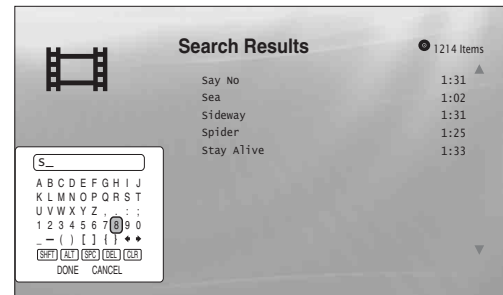 Search Results
1214 Items
Say No 1:31
Sea 1:02
Sideway 1:31
Spider 1:25
Stay Alive 1:33
S_
A B C D E F G H I J
K L M N O P Q R S T
U V W X Y Z , . : ;
1 2 3 4 5 6 7 8 9 0
_ – ( ) [ ] { }
SHFT ALT SPC DEL CLR
DONE CANCEL